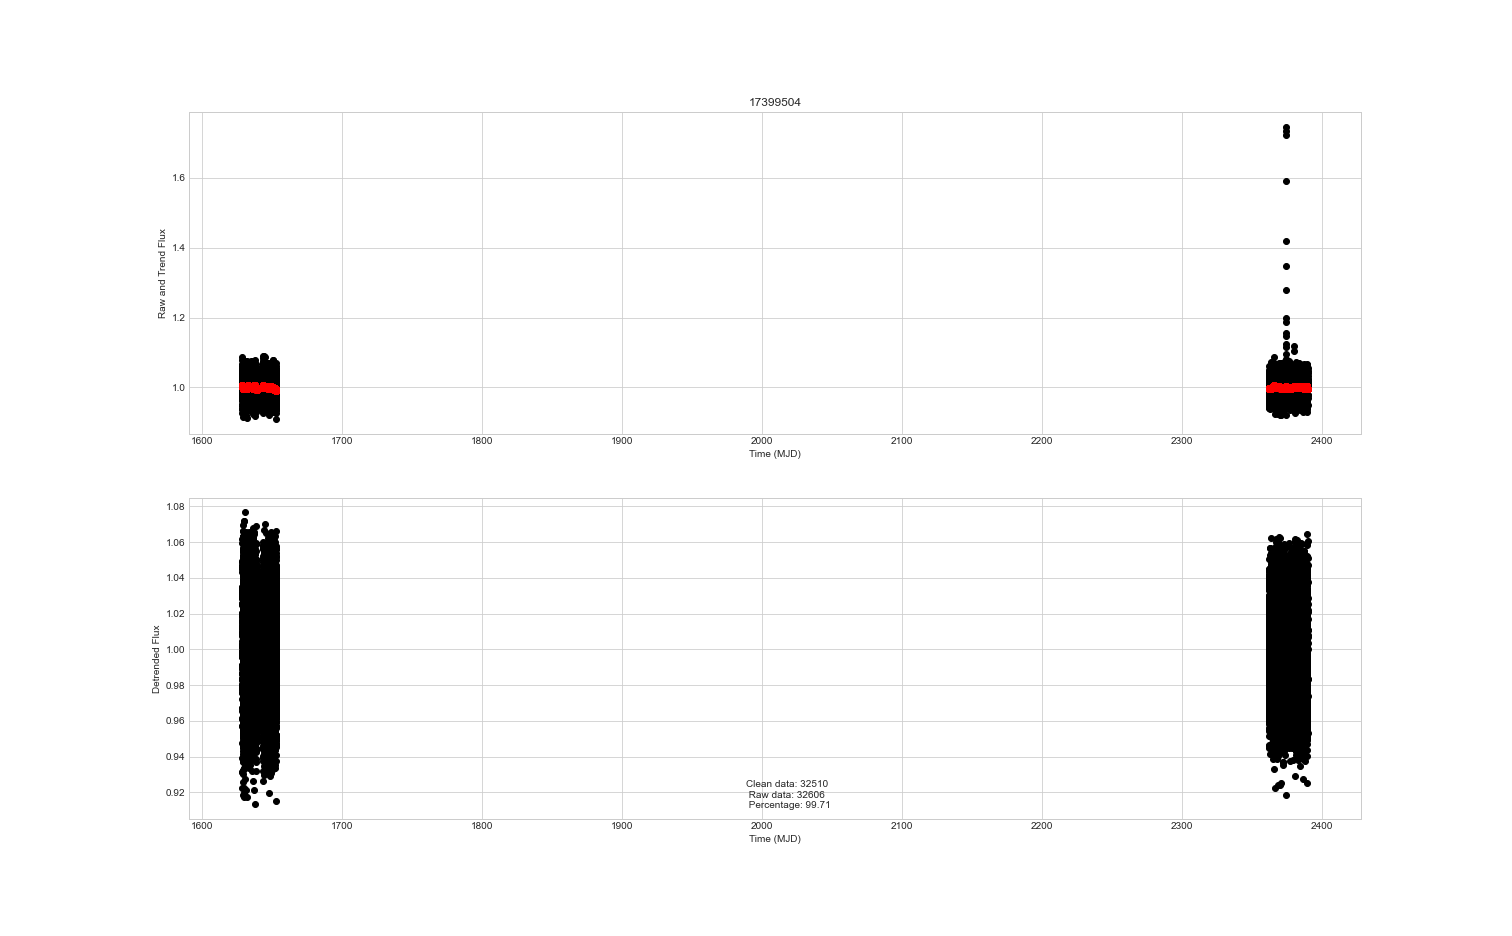 17399504
Raw and Trend Flux
1.6
1.4
1.2
1.0
1600 1700 1800 1900 2000 2100 2200 2300 2400
Time (MJD)
Detrended Flux
1.08
1.06
1.04
1.02
1.00
0.98
0.96
0.94
0.92
Clean data: 32510
Raw data: 32606
Percentage: 99.71
1600 1700 1800 1900 2000 2100 2200 2300 2400
Time (MJD)